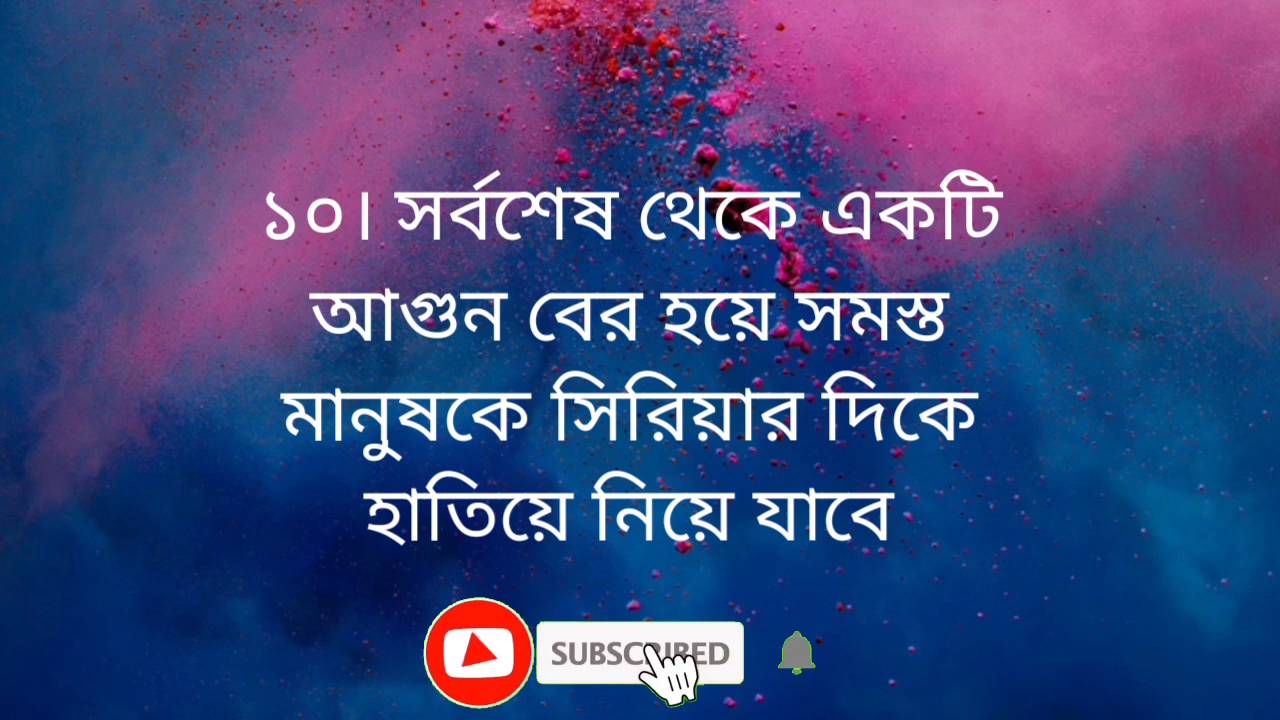 ১০। সর্বশেষ থেকে একটি
আগুন বের হয়ে সমস্ত
মানুষকে সিরিয়ার দিকে
হাতিয়ে নিয়ে যাবে
SUBSCRIBED